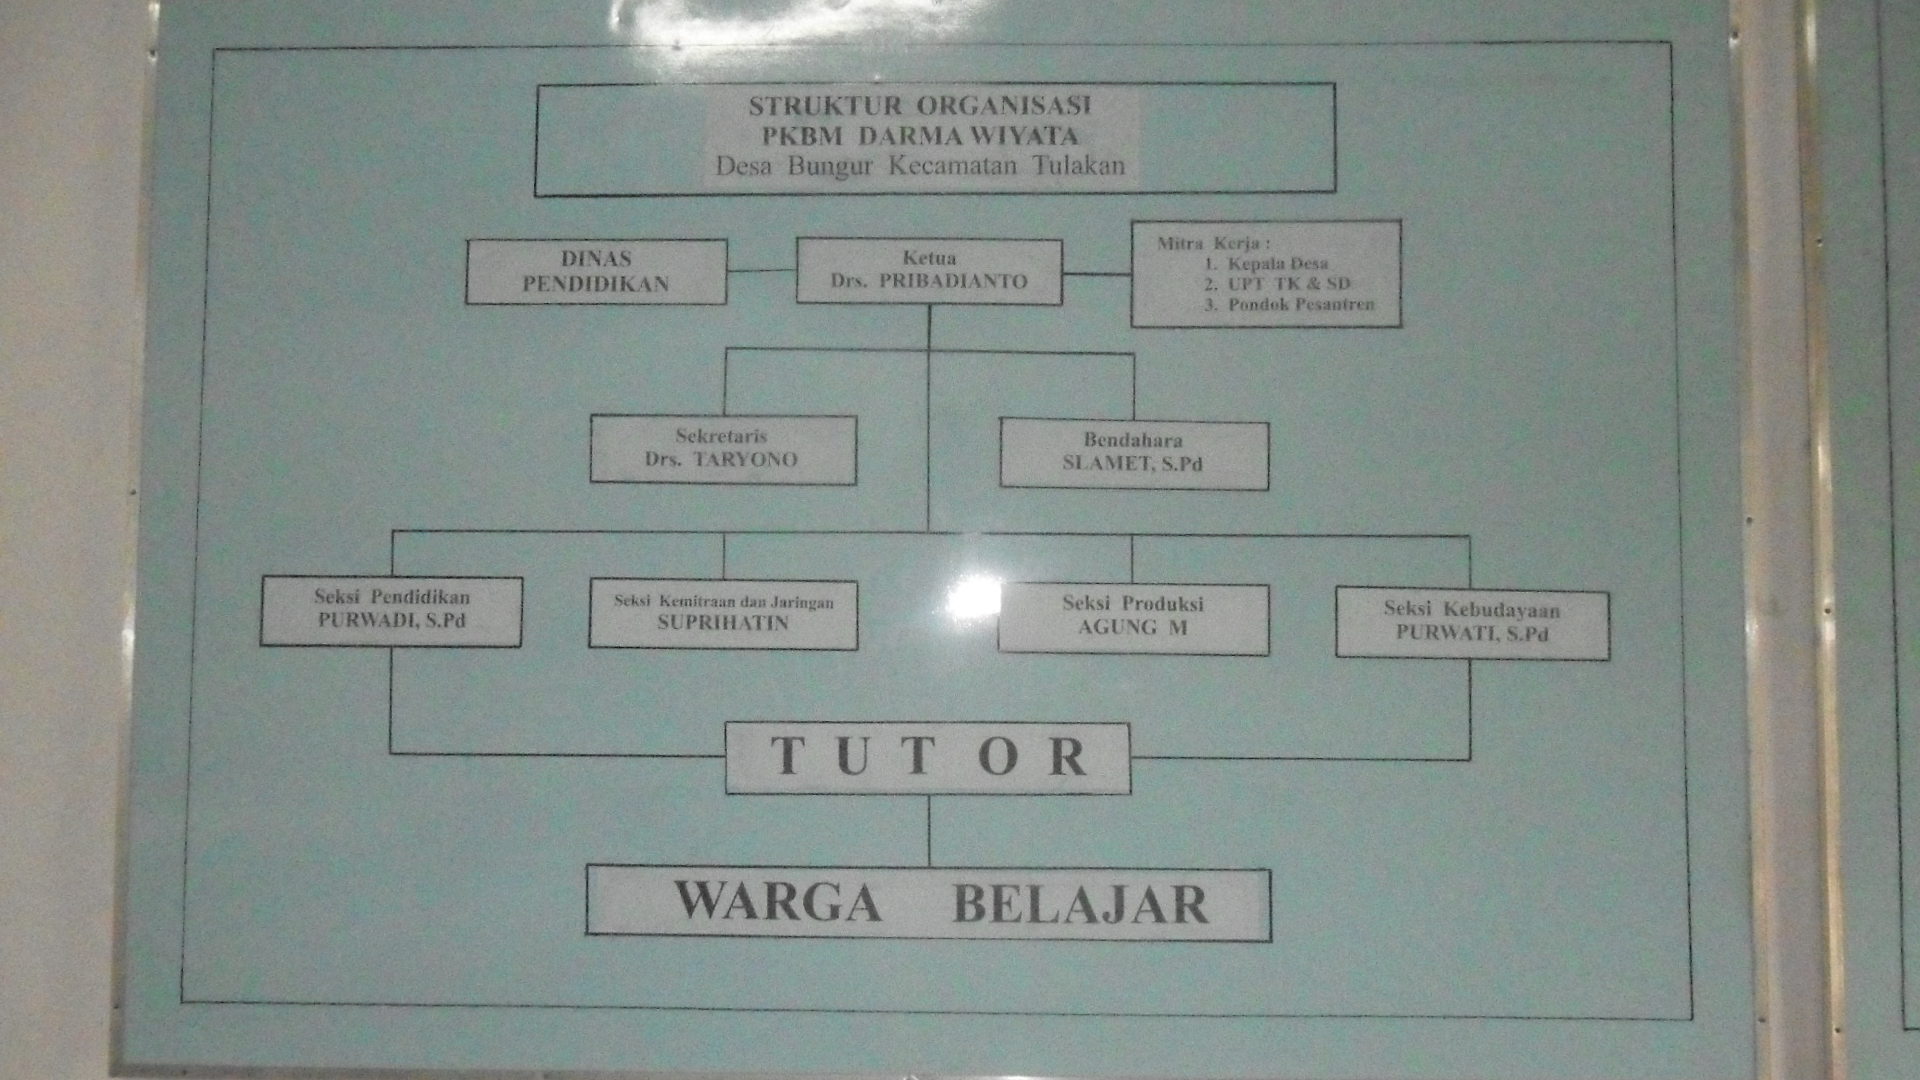 STRUKTUR ORGANISASI
PKBM DARMA WIYATA
Desa Bungur Kecamatan Tulakan
DINAS
PENDIDIKAN
Ketua
Drs. PRIBADIANTO
Mitra Kerja :
1. Kepala Desa
2. UPT TK & SD
3. Pondok Pesantren
Sekretaris
Drs. TARYONO
Bendahara
SLAMET, S.Pd
Seksi Pendidikan
PURWADI, S.Pd
Seksi Kemitraan dan Jaringan
SUPRIHATIN
Seksi Produksi
AGUNG M
Seksi Kebudayaan
PURWATI, S.Pd
T U T O R
WARGA BELAJAR